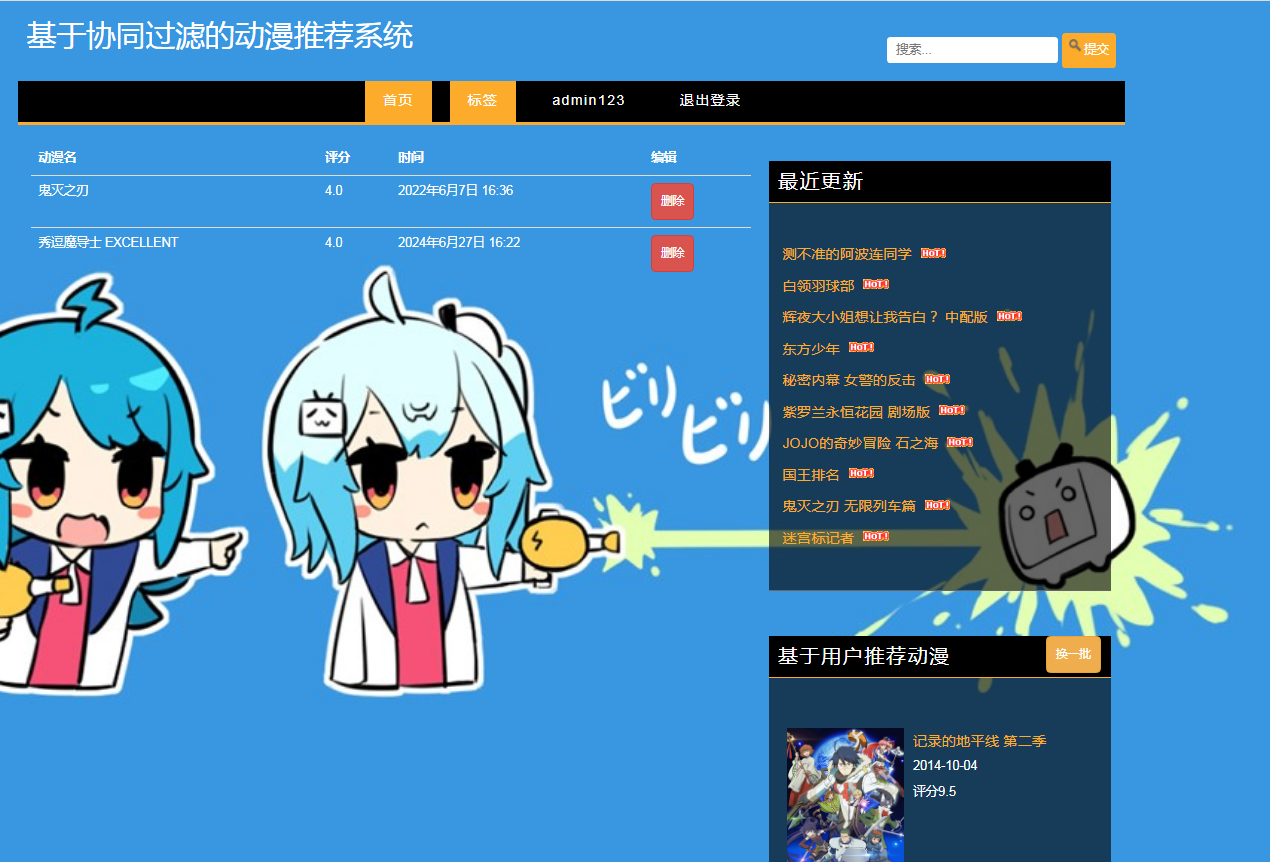 基于协同过滤的动漫推荐系统
搜索...
提交
首页 标签 admin123 退出登录
动漫名 评分 时间 编辑
鬼灭之刃 4.0 2022年6月7日 16:36 删除
秀逗魔导士 EXCELLENT 4.0 2024年6月27日 16:22 删除
ビリ
ビリ
最近更新
测不准的阿波连同学 HOT!
白领羽球部 HOT!
辉夜大小姐想让我告白？ 中配版 HOT!
东方少年 HOT!
秘密内幕 女警的反击 HOT!
紫罗兰永恒花园 剧场版 HOT!
JOJO的奇妙冒险 石之海 HOT!
国王排名 HOT!
鬼灭之刃 无限列车篇 HOT!
迷宫标记者 HOT!
基于用户推荐动漫 换一批
记录的地平线 第二季
2014-10-04
评分9.5